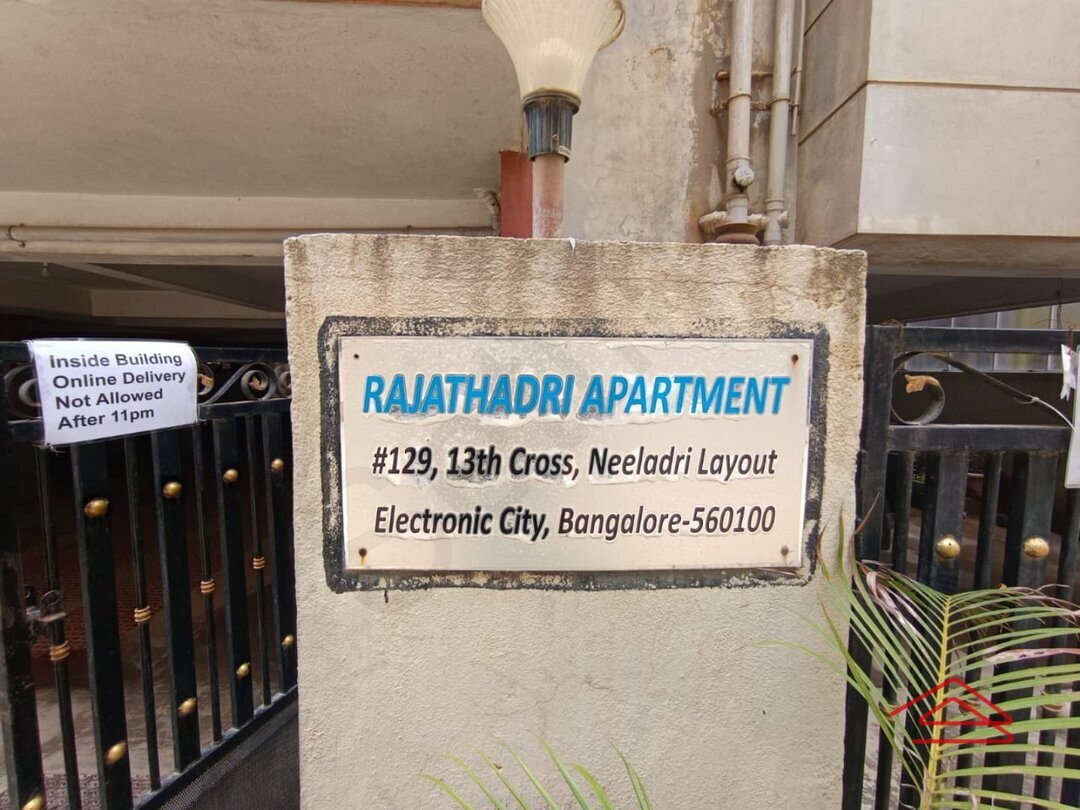 Inside Building
Online Delivery
Not Allowed
After 11pm
RAJATHADRI APARTMENT
#129, 13th Cross, Neeladri Layout
Electronic City, Bangalore-560100